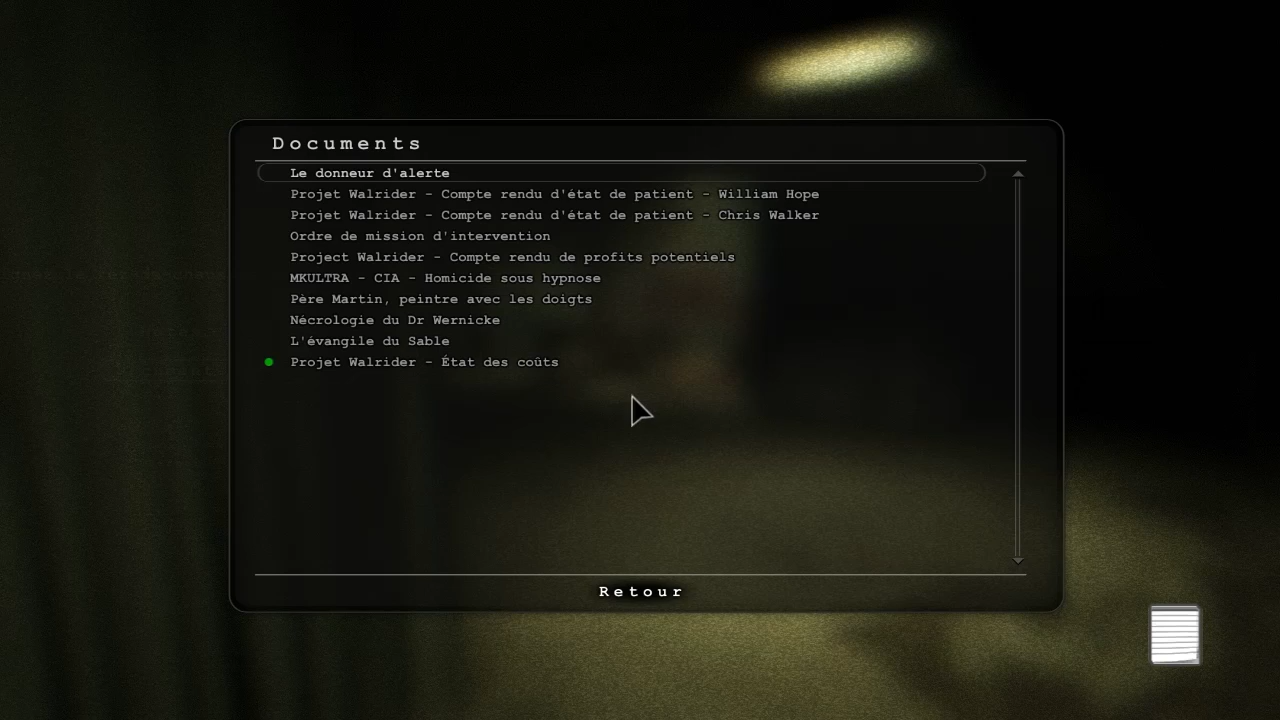 Documents
Le donneur d'alerte
Projet Walrider - Compte rendu d'état de patient - William Hope
Projet Walrider - Compte rendu d'état de patient - Chris Walker
Ordre de mission d'intervention
Project Walrider - Compte rendu de profits potentiels
MKULTRA - CIA - Homicide sous hypnose
Père Martin, peintre avec les doigts
Nécrologie du Dr Wernicke
L'évangile du Sable
Projet Walrider - État des coûts
Retour